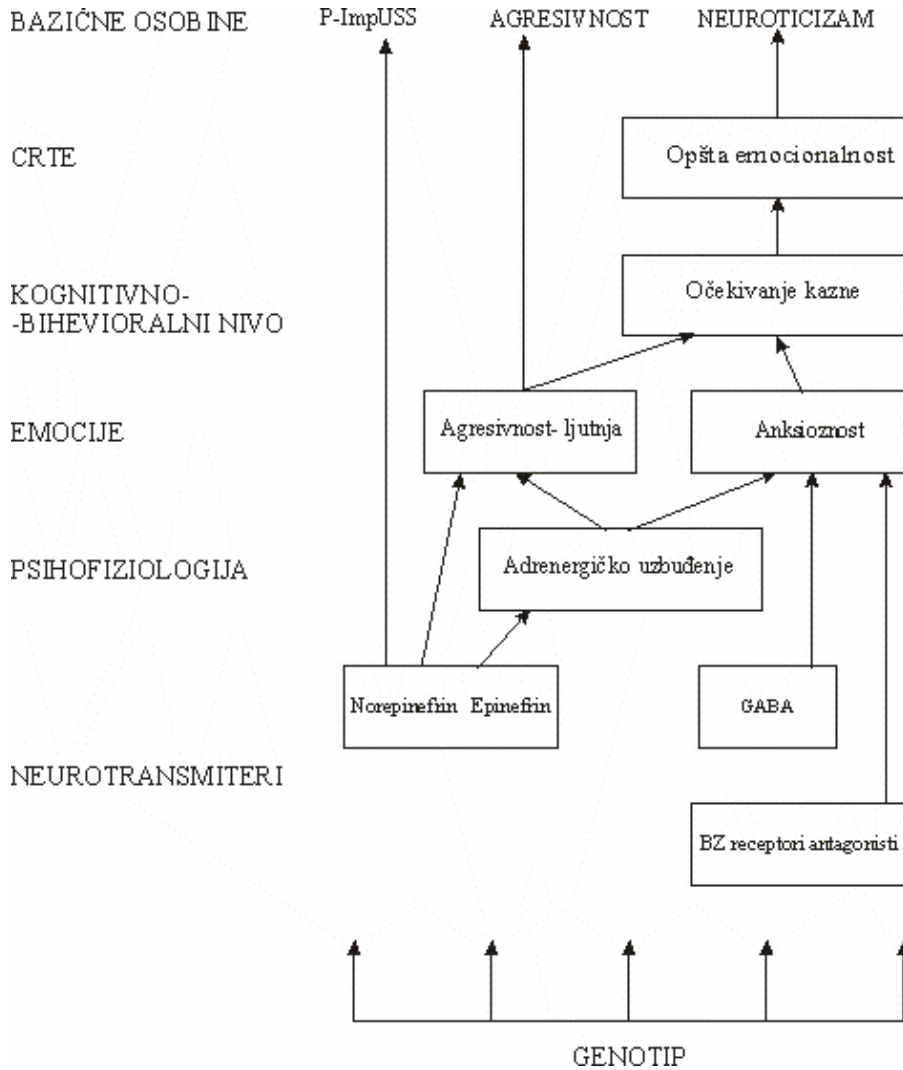 BAZIČNE OSOBINE
P-ImpUSS
AGRESIVNOST
NEUROTICIZAM
CRTE
Opšta emocionalnost
KOGNITIVNO-
-BIHEVIORALNI NIVO
Očekivanje kazne
EMOCIJE
Agresivnost- ljutnja
Anksioznost
PSIHOFIZIOLOGIJA
Adrenergičko uzbuđenje
Norepinefrin Epinefrin
GABA
NEUROTRANSMITERI
BZ receptori antagonisti
GENOTIP